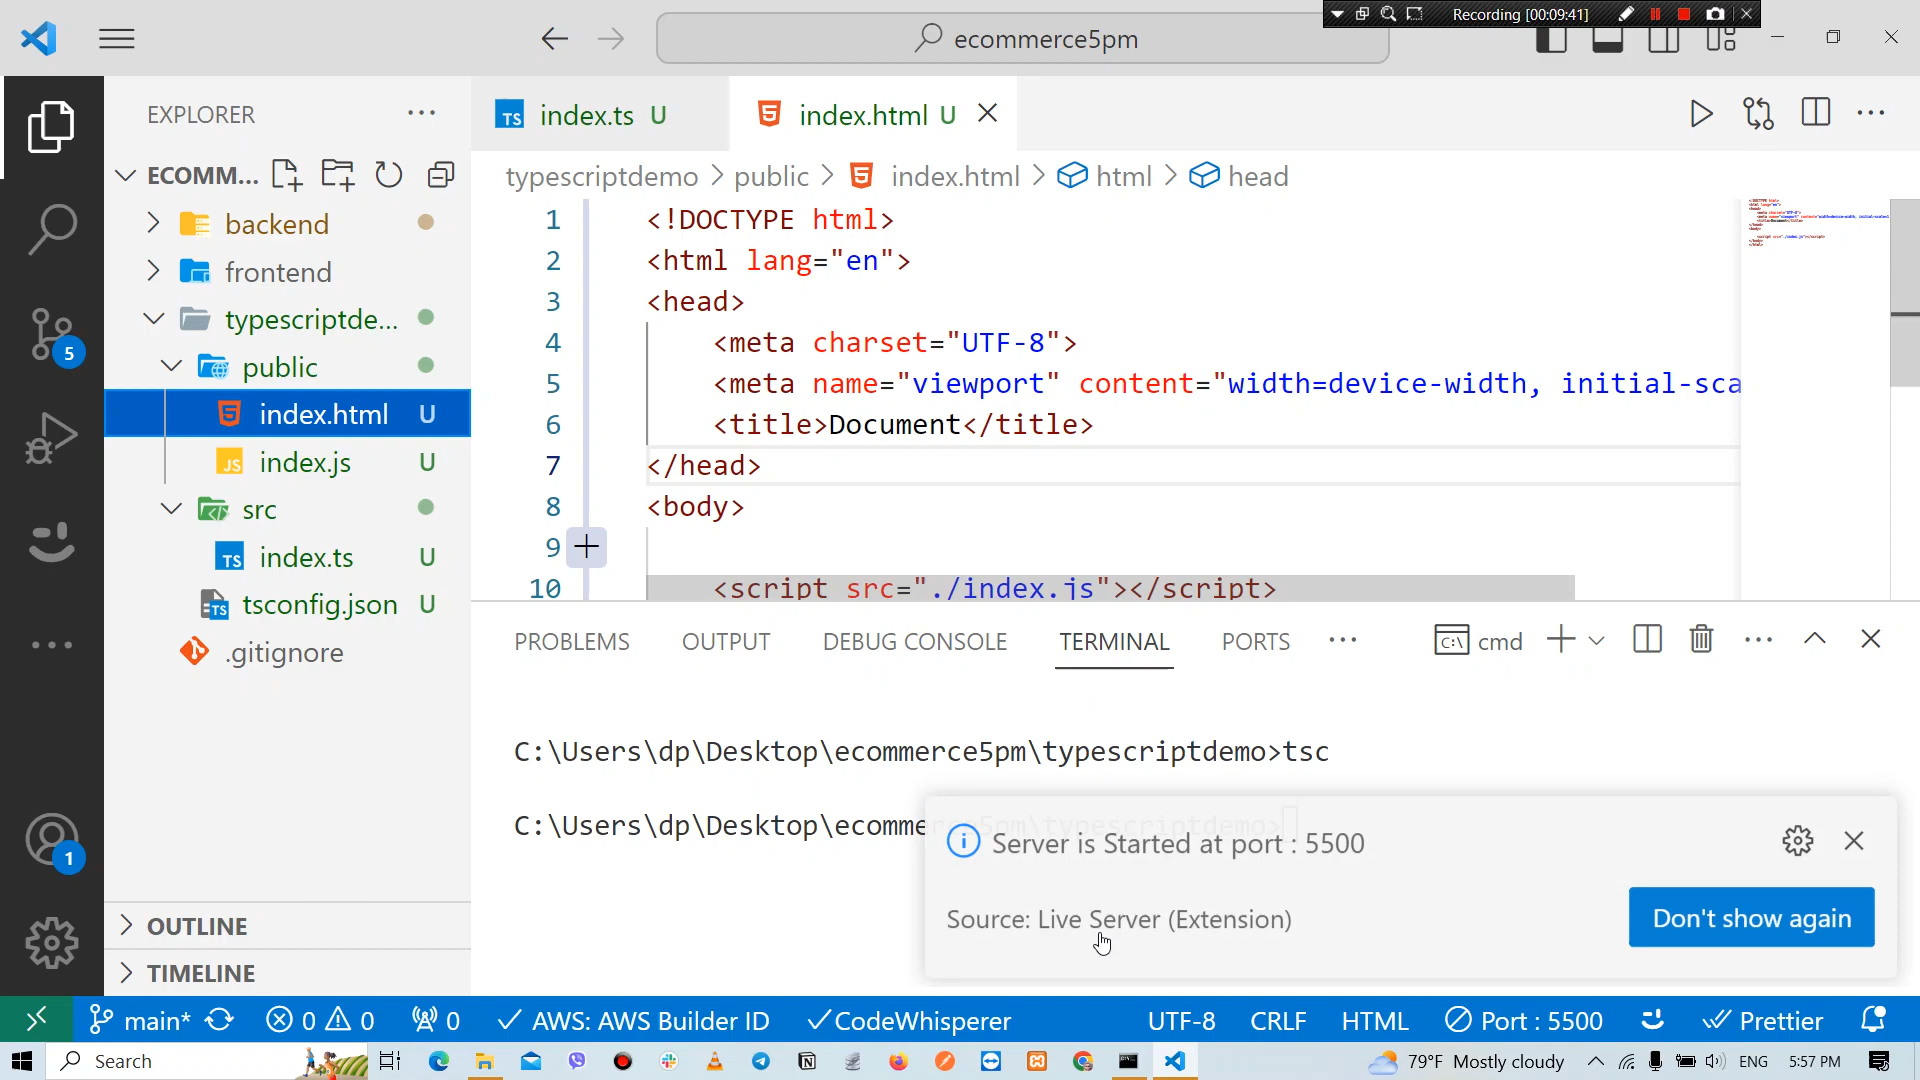 Recording [00:09:41]
ecommerce5pm
EXPLORER
index.ts U
index.html U
ECOMM...
typescriptdemo > public > index.html > html > head
backend
frontend
typescriptde...
public
index.html U
index.js U
src
index.ts U
tsconfig.json U
.gitignore
OUTLINE
TIMELINE
1 <!DOCTYPE html>
2 <html lang="en">
3 <head>
4 <meta charset="UTF-8">
5 <meta name="viewport" content="width=device-width, initial-sca
6 <title>Document</title>
7 </head>
8 <body>
9
10 <script src="./index.js"></script>
PROBLEMS OUTPUT DEBUG CONSOLE TERMINAL PORTS
cmd
C:\Users\dp\Desktop\ecommerce5pm\typescriptdemo>tsc
C:\Users\dp\Desktop\ecommerce5pm\typescriptdemo>
Server is Started at port : 5500
Source: Live Server (Extension)
Don't show again
5
1
main* 0 0 0 AWS: AWS Builder ID CodeWhisperer UTF-8 CRLF HTML Port : 5500 Prettier
Search
79°F Mostly cloudy ENG 5:57 PM